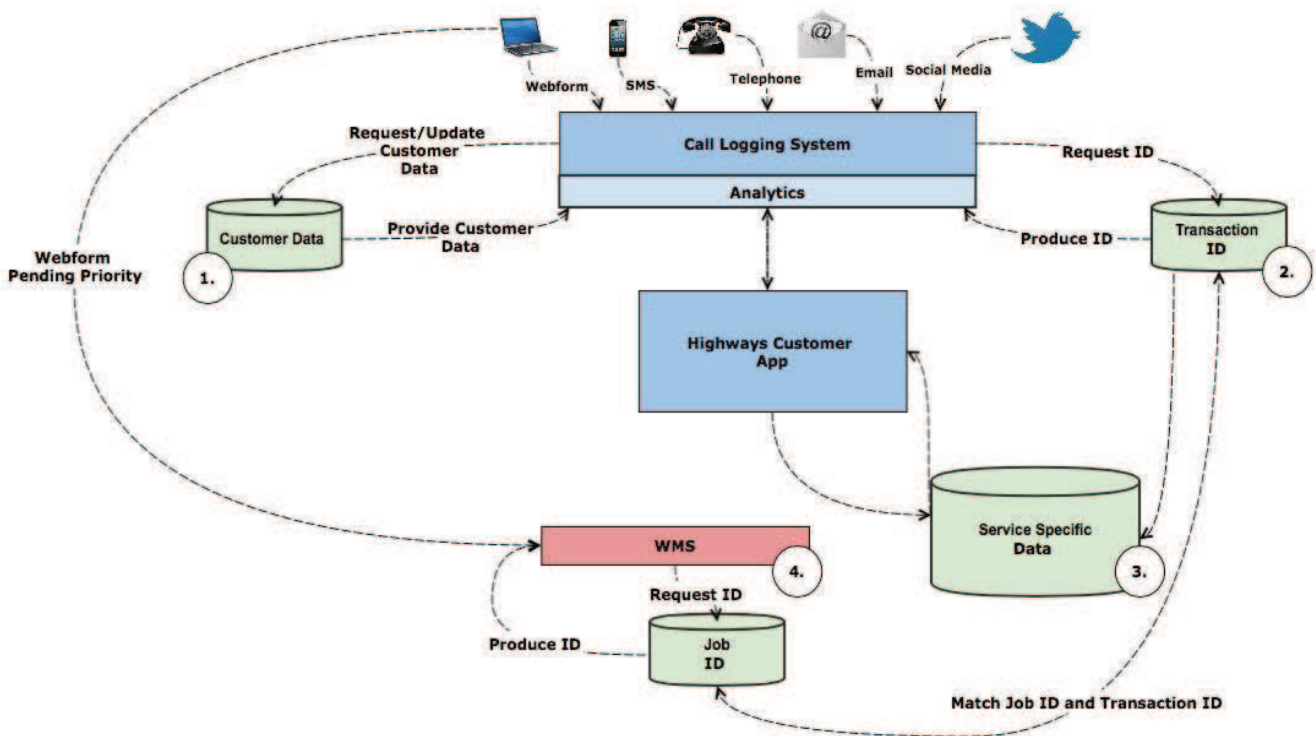 @
Webform
SMS
Telephone
Email
Social Media
Request/Update
Customer
Data
Call Logging System
Request ID
Analytics
Customer Data
Provide Customer
Data
Produce ID
Transaction
ID
Webform
Pending Priority
1.
2.
Highways Customer
App
Service Specific
Data
3.
WMS
4.
Request ID
Produce ID
Job
ID
Match Job ID and Transaction ID